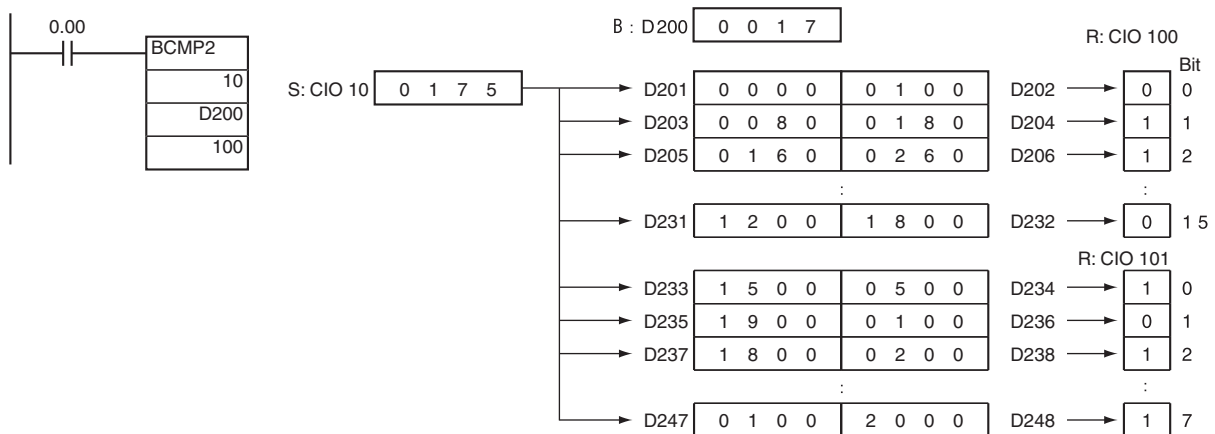 0.00
BCMP2
10
D200
100
B : D200 0 0 1 7
R: CIO 100
Bit
S: CIO 10 0 1 7 5
D201 0 0 0 0 0 1 0 0 D202 0 0
D203 0 0 8 0 0 1 8 0 D204 1 1
D205 0 1 6 0 0 2 6 0 D206 1 2
: :
D231 1 2 0 0 1 8 0 0 D232 0 1 5
R: CIO 101
D233 1 5 0 0 0 5 0 0 D234 1 0
D235 1 9 0 0 0 1 0 0 D236 0 1
D237 1 8 0 0 0 2 0 0 D238 1 2
: :
D247 0 1 0 0 2 0 0 0 D248 1 7